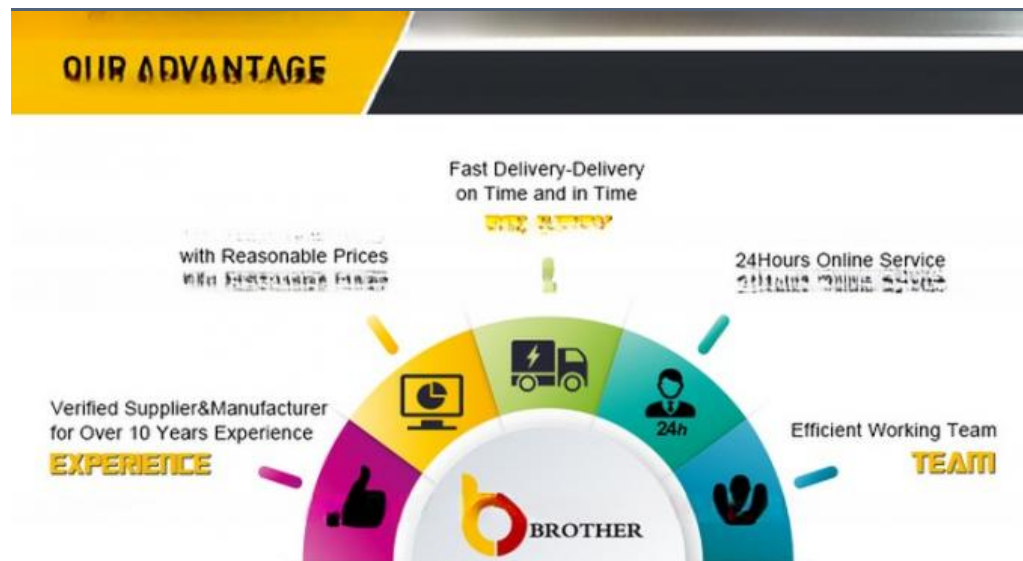 OUR ADVANTAGE
Fast Delivery-Delivery
on Time and in Time
with Reasonable Prices
24Hours Online Service
Verified Supplier&Manufacturer
for Over 10 Years Experience
EXPERIENCE
Efficient Working Team
TEAM
24h
BROTHER